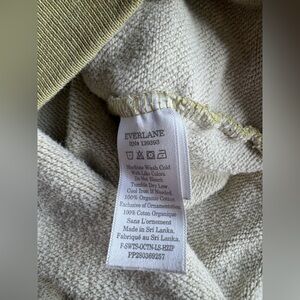 EVERLANE
RN# 139393
Machine Wash Cold
With Like Colors
Do Not Bleach
Tumble Dry Low
Cool Iron If Needed
100% Organic Cotton
Exclusive of Ornamentation
100% Coton Organique
Sans L'ornement
Made in Sri Lanka.
Fabriqué au Sri Lanka.
F-SWTS-OCTN-LS-HZIP
PP280369257